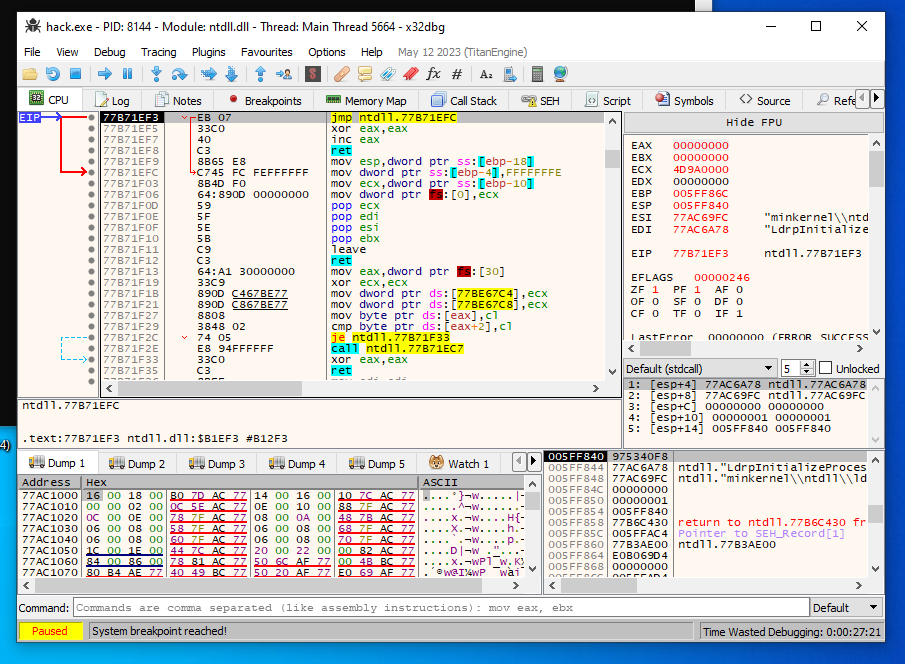 hack.exe - PID: 8144 - Module: ntdll.dll - Thread: Main Thread 5664 - x32dbg
File View Debug Tracing Plugins Favourites Options Help May 12 2023 (TitanEngine)
CPU Log Notes Breakpoints Memory Map Call Stack SEH Script Symbols Source Refe
EIP
77B71EF3 EB 07 jmp ntdll.77B71EFC
77B71EF5 33C0 xor eax,eax
77B71EF7 40 inc eax
77B71EF8 C3 ret
77B71EF9 8B65 E8 mov esp,dword ptr ss:[ebp-18]
77B71EFC C745 FC FEFFFFFF mov dword ptr ss:[ebp-4],FFFFFFFE
77B71F03 8B4D F0 mov ecx,dword ptr ss:[ebp-10]
77B71F06 64:890D 00000000 mov dword ptr fs:[0],ecx
77B71F0D 59 pop ecx
77B71F0E 5F pop edi
77B71F0F 5E pop esi
77B71F10 5B pop ebx
77B71F11 C9 leave
77B71F12 C3 ret
77B71F13 64:A1 30000000 mov eax,dword ptr fs:[30]
77B71F19 33C9 xor ecx,ecx
77B71F1B 890D C467BE77 mov dword ptr ds:[77BE67C4],ecx
77B71F21 890D C867BE77 mov dword ptr ds:[77BE67C8],ecx
77B71F27 8808 mov byte ptr ds:[eax],cl
77B71F29 3848 02 cmp byte ptr ds:[eax+2],cl
77B71F2C 74 05 je ntdll.77B71F33
77B71F2E E8 94FFFFFF call ntdll.77B71EC7
77B71F33 33C0 xor eax,eax
77B71F35 C3 ret
Hide FPU
EAX 00000000
EBX 00000000
ECX 4D9A0000
EDX 00000000
EBP 005FF86C
ESP 005FF840
ESI 77AC69FC "minkernel\\ntd
EDI 77AC6A78 "LdrpInitialize
EIP 77B71EF3 ntdll.77B71EF3
EFLAGS 00000246
ZF 1 PF 1 AF 0
OF 0 SF 0 DF 0
CF 0 TF 0 IF 1
LastError 00000000 (ERROR_SUCCESS
Default (stdcall) 5 Unlocked
1: [esp+4] 77AC6A78 ntdll.77AC6A78
2: [esp+8] 77AC69FC ntdll.77AC69FC
3: [esp+C] 00000000 00000000
4: [esp+10] 00000001 00000001
5: [esp+14] 005FF840 005FF840
ntdll.77B71EFC
.text:77B71EF3 ntdll.dll:$B1EF3 #B12F3
4)
Dump 1 Dump 2 Dump 3 Dump 4 Dump 5 Watch 1
Address Hex ASCII
77AC1000 16 00 18 00 B0 7D AC 77 14 00 16 00 10 7C AC 77
77AC1010 00 00 02 00 0C 5E AC 77 0E 00 10 00 88 7F AC 77
77AC1020 0C 00 0E 00 78 7F AC 77 08 00 0A 00 48 7B AC 77
77AC1030 06 00 08 00 68 7F AC 77 06 00 08 00 68 7F AC 77
77AC1040 06 00 08 00 60 7F AC 77 06 00 08 00 70 7F AC 77
77AC1050 1C 00 1E 00 44 7C AC 77 20 00 22 00 00 82 AC 77
77AC1060 84 00 86 00 78 81 AC 77 50 6C AF 77 00 4B BC 77
77AC1070 80 B4 AE 77 40 49 BC 77 50 20 AF 77 E0 69 AF 77
005FF840 975340F8
005FF844 77AC6A78 ntdll."LdrpInitializeProces
005FF848 77AC69FC ntdll."minkernel\\ntdll\\ld
005FF84C 00000000
005FF850 00000001
005FF854 005FF840
005FF858 77B6C430 return to ntdll.77B6C430 fr
005FF85C 005FFAC4 Pointer to SEH_Record[1]
005FF860 77B3AE00 ntdll.77B3AE00
005FF864 E0B069D4
005FF868 00000000
Command: Commands are comma separated (like assembly instructions): mov eax, ebx Default
Paused System breakpoint reached! Time Wasted Debugging: 0:00:27:21